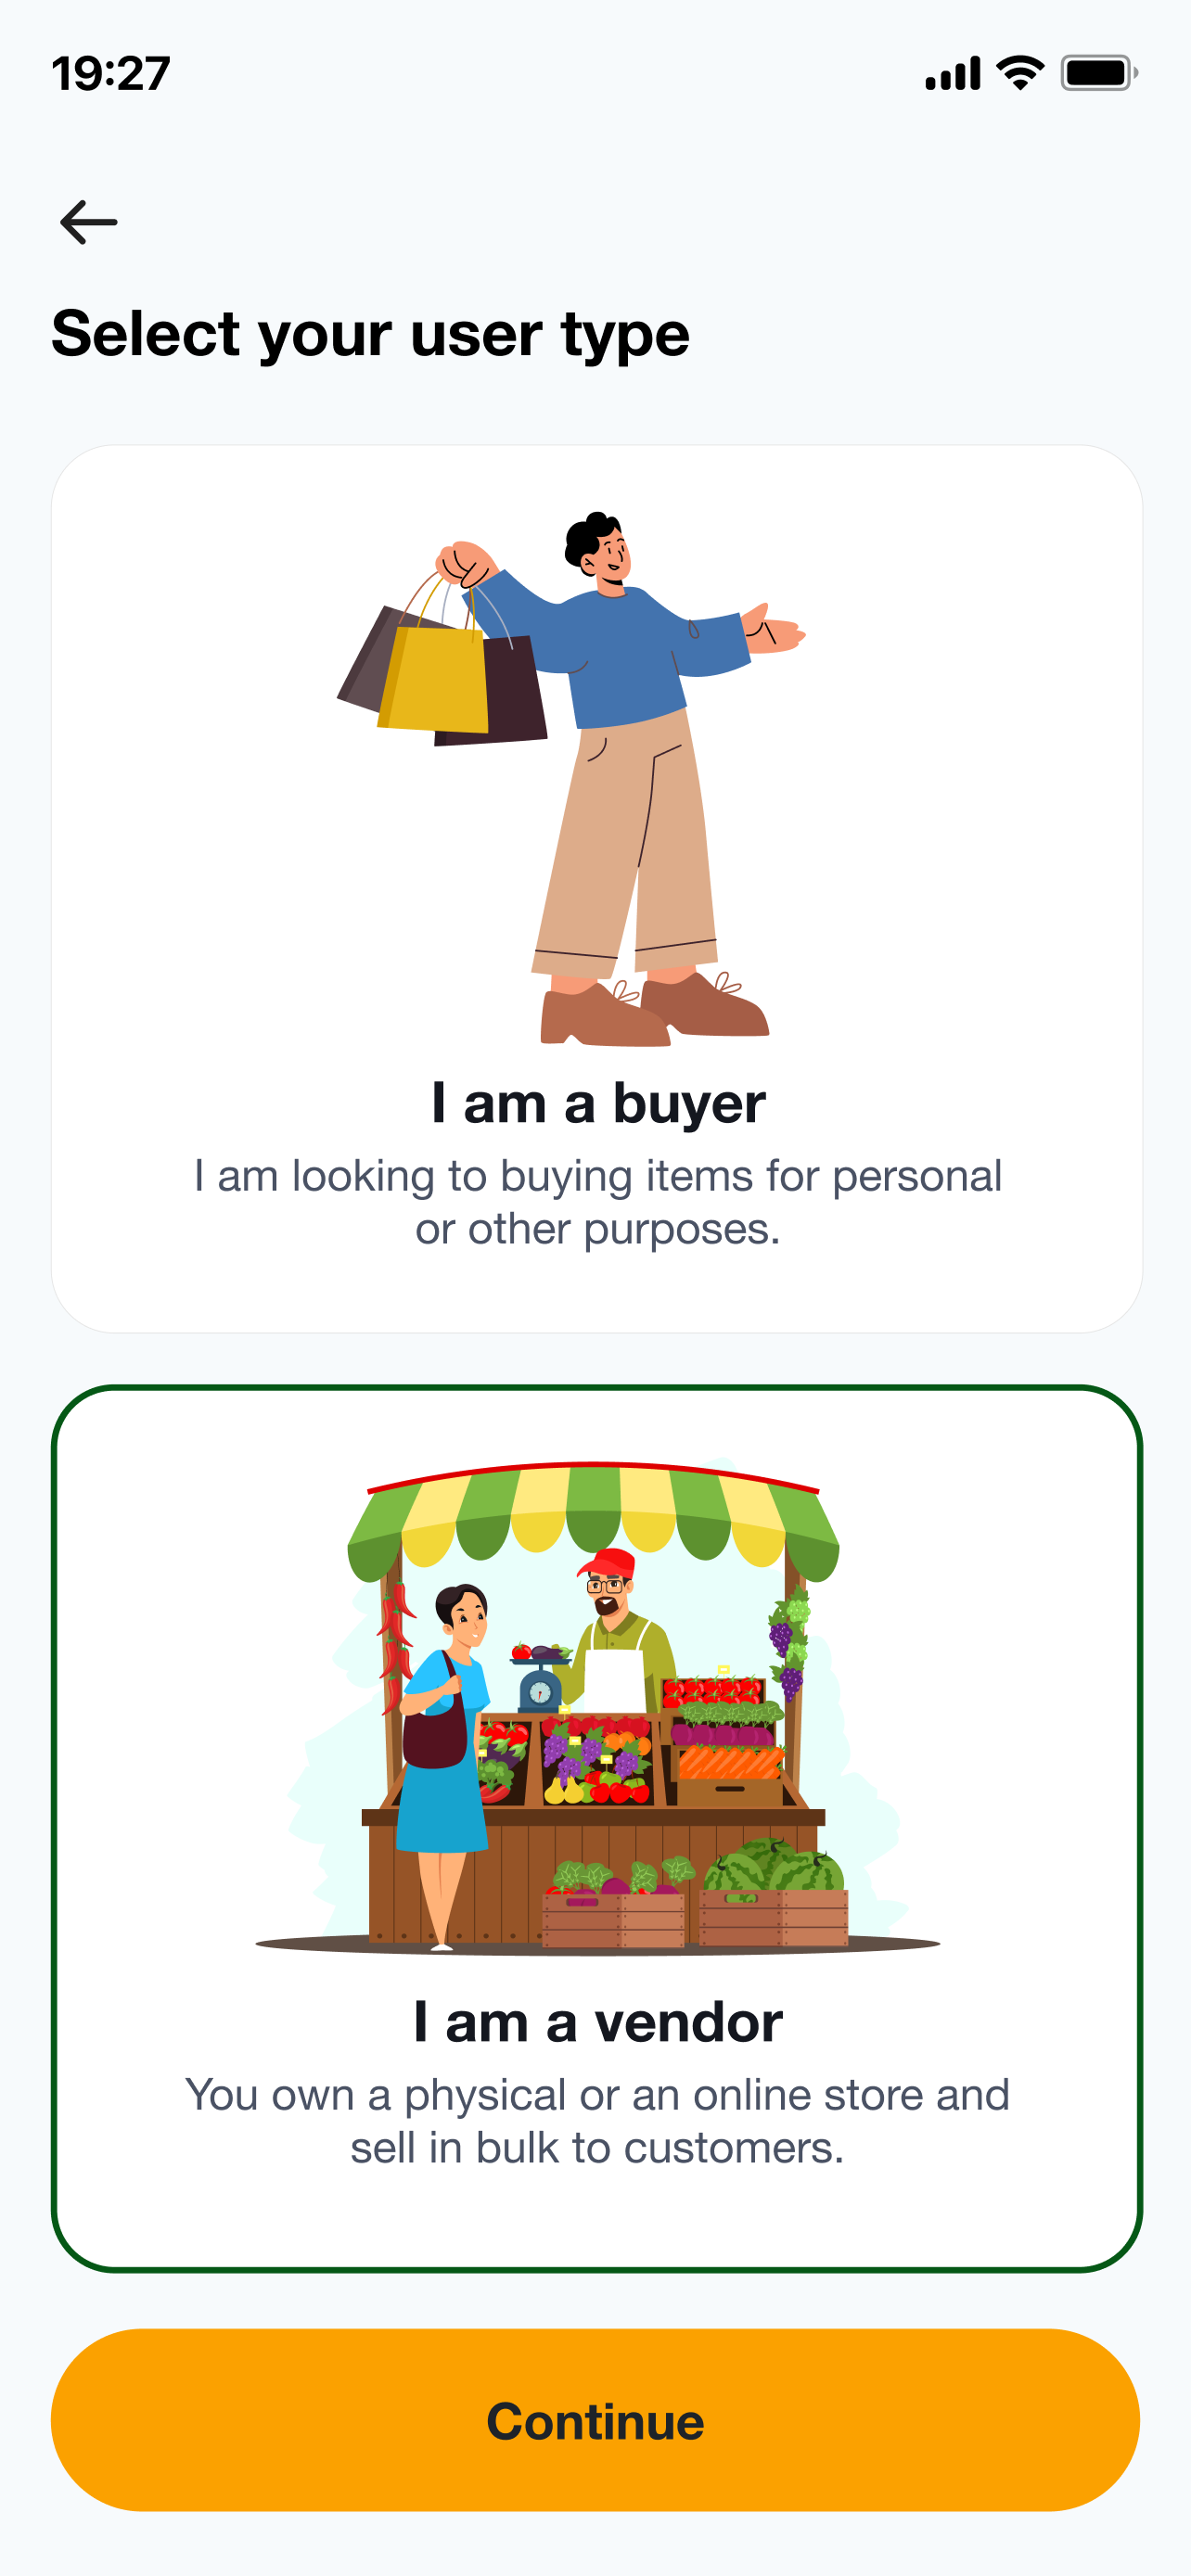 19:27
Select your user type
I am a buyer
I am looking to buying items for personal
or other purposes.
I am a vendor
You own a physical or an online store and
sell in bulk to customers.
Continue